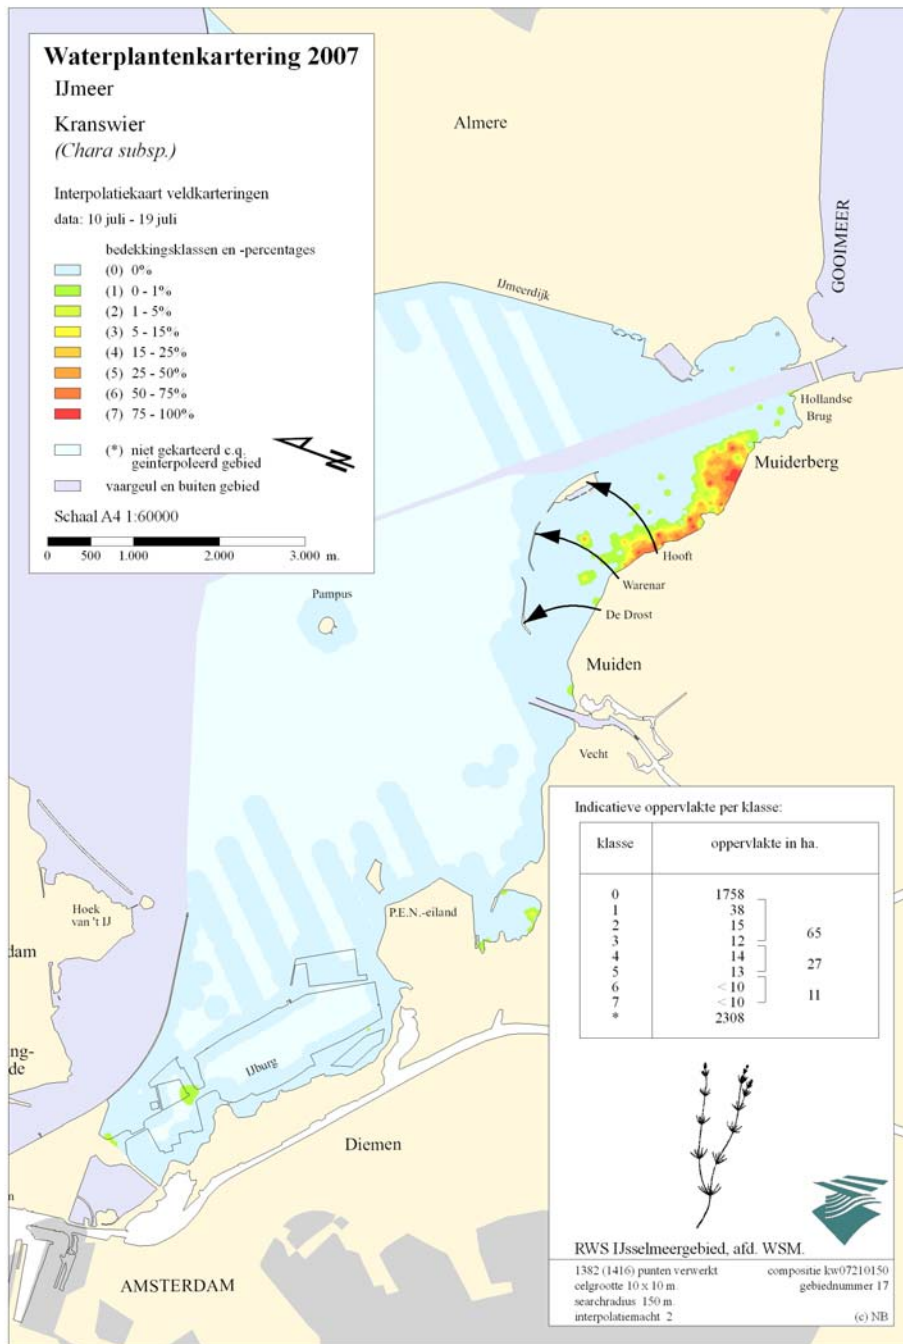 Waterplantenkartering 2007
IJmeer
Kranswier
(Chara subsp.)
Interpolatiekaart veldkarteringen
data: 10 juli - 19 juli
bedekkingsklassen en -percentages
(0) 0%
(1) 0 - 1%
(2) 1 - 5%
(3) 5 - 15%
(4) 15 - 25%
(5) 25 - 50%
(6) 50 - 75%
(7) 75 - 100%
(*) niet gekarteerd c.q.
geinterpoleerd gebied
N
vaargeul en buiten gebied
Schaal A4 1:60000
0 500 1.000 2.000 3.000 m.
Almere
GOOIMEER
IJmeerdijk
Hollandse
Brug
Muiderberg
Hooft
Warenar
De Drost
Pampus
Muiden
Vecht
Hoek
van 't IJ
P.E.N.-eiland
dam
ng-
de
IJburg
Diemen
n
AMSTERDAM
Indicatieve oppervlakte per klasse:
klasse oppervlakte in ha.
0 1758
1 38
2 15 65
3 12
4 14 27
5 13
6 < 10 11
7 < 10
* 2308
RWS IJsselmeergebied, afd. WSM.
1382 (1416) punten verwerkt compositie kw07210150
celgrootte 10 x 10 m. gebiednummer 17
searchradius 150 m.
interpolatiemacht 2 (c) NB